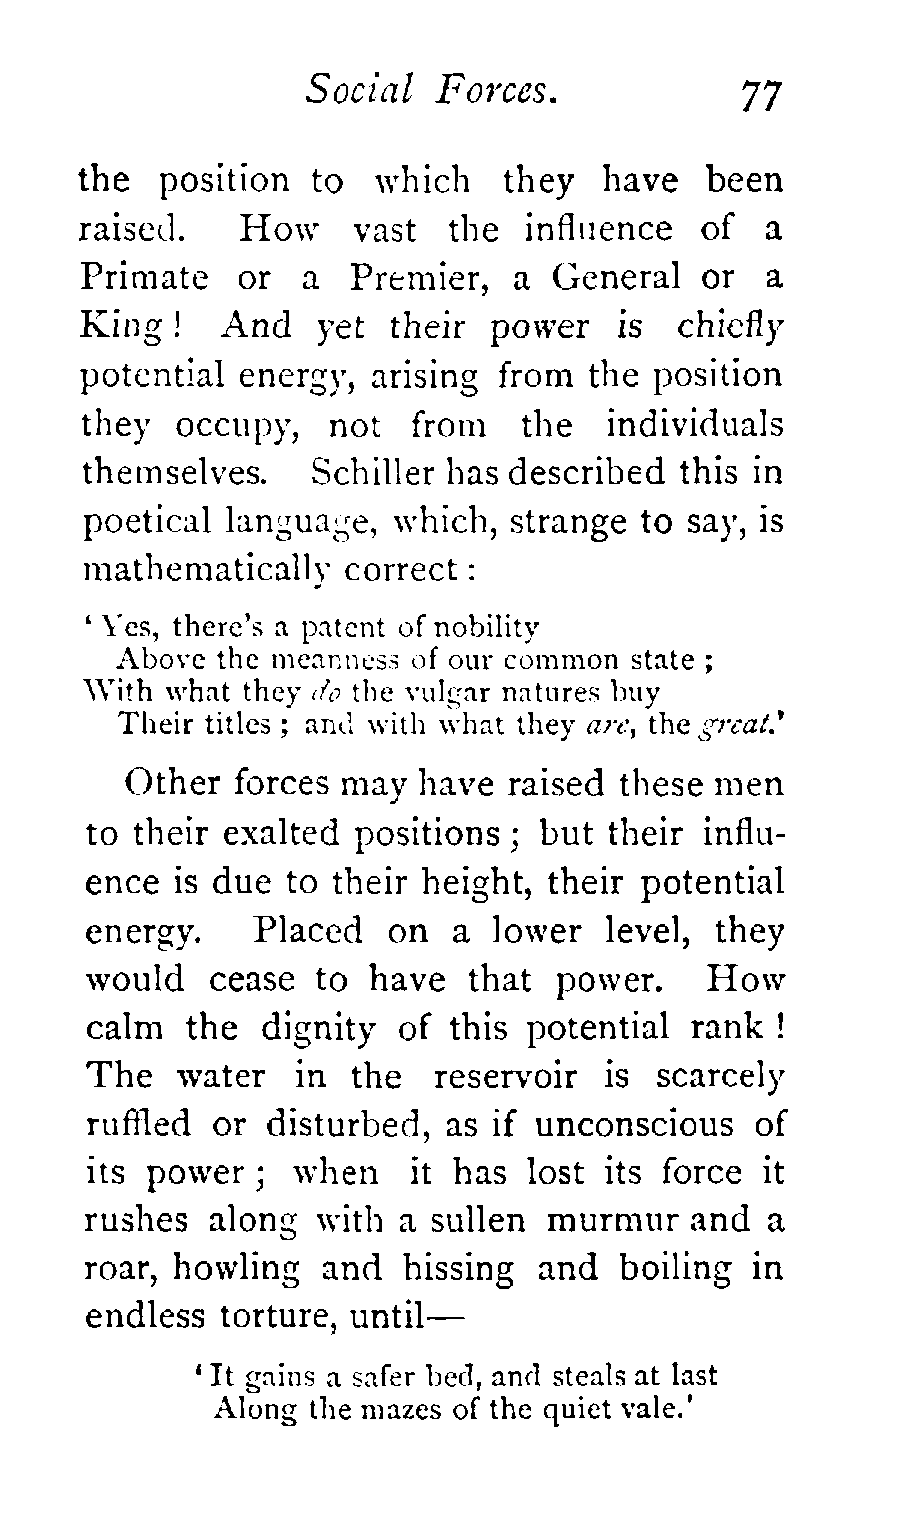 Social Forces. 77
the position to which they have been
raised. How vast the influence of a
Primate or a Premier, a General or a
King ! And yet their power is chiefly
potential energy, arising from the position
they occupy, not from the individuals
themselves. Schiller has described this in
poetical language, which, strange to say, is
mathematically correct :
‘ Yes, there's a patent of nobility
Above the meanness of our common state ;
With what they do the vulgar natures buy
Their titles ; and with what they are, the great.’
Other forces may have raised these men
to their exalted positions ; but their influ-
ence is due to their height, their potential
energy. Placed on a lower level, they
would cease to have that power. How
calm the dignity of this potential rank !
The water in the reservoir is scarcely
ruffled or disturbed, as if unconscious of
its power ; when it has lost its force it
rushes along with a sullen murmur and a
roar, howling and hissing and boiling in
endless torture, until—
‘ It gains a safer bed, and steals at last
Along the mazes of the quiet vale.’